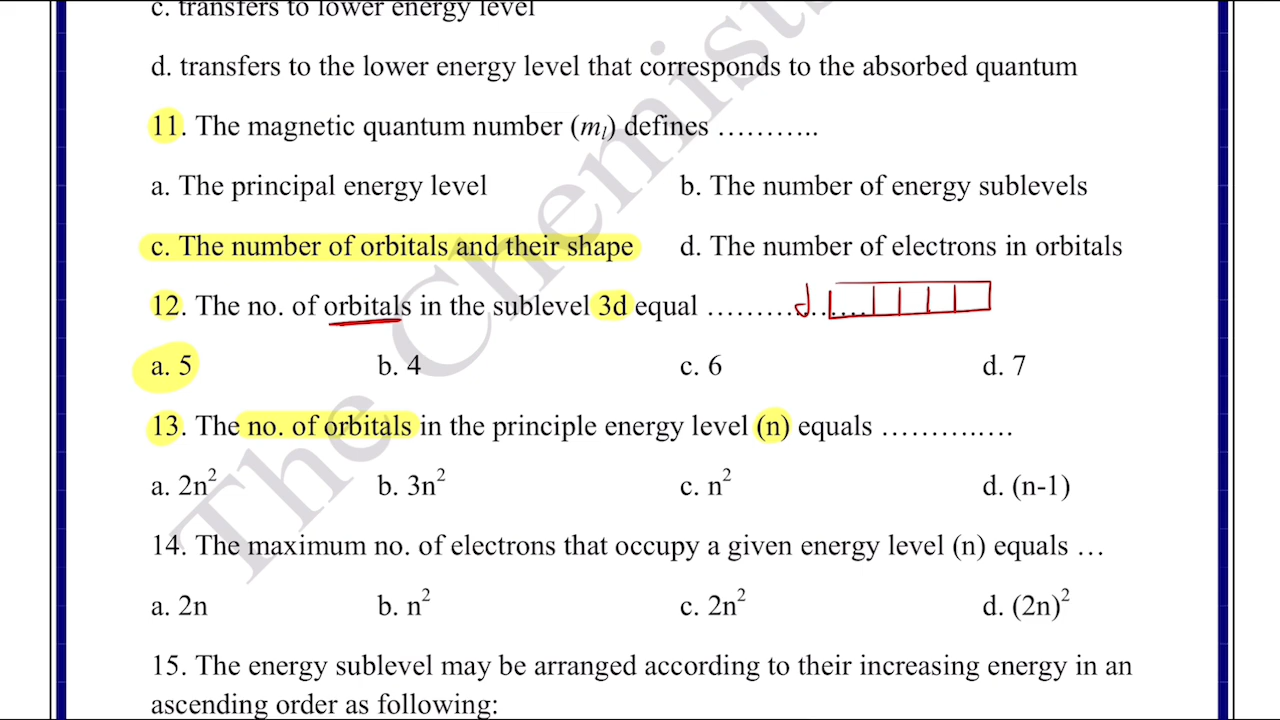 c. transfers to lower energy level
d. transfers to the lower energy level that corresponds to the absorbed quantum
11. The magnetic quantum number (mₗ) defines ………..
a. The principal energy level b. The number of energy sublevels
c. The number of orbitals and their shape d. The number of electrons in orbitals
12. The no. of orbitals in the sublevel 3d equal ……………. d
a. 5 b. 4 c. 6 d. 7
13. The no. of orbitals in the principle energy level (n) equals ……….….
a. 2n² b. 3n² c. n² d. (n-1)
14. The maximum no. of electrons that occupy a given energy level (n) equals …
a. 2n b. n² c. 2n² d. (2n)²
15. The energy sublevel may be arranged according to their increasing energy in an
ascending order as following:
The Chemist